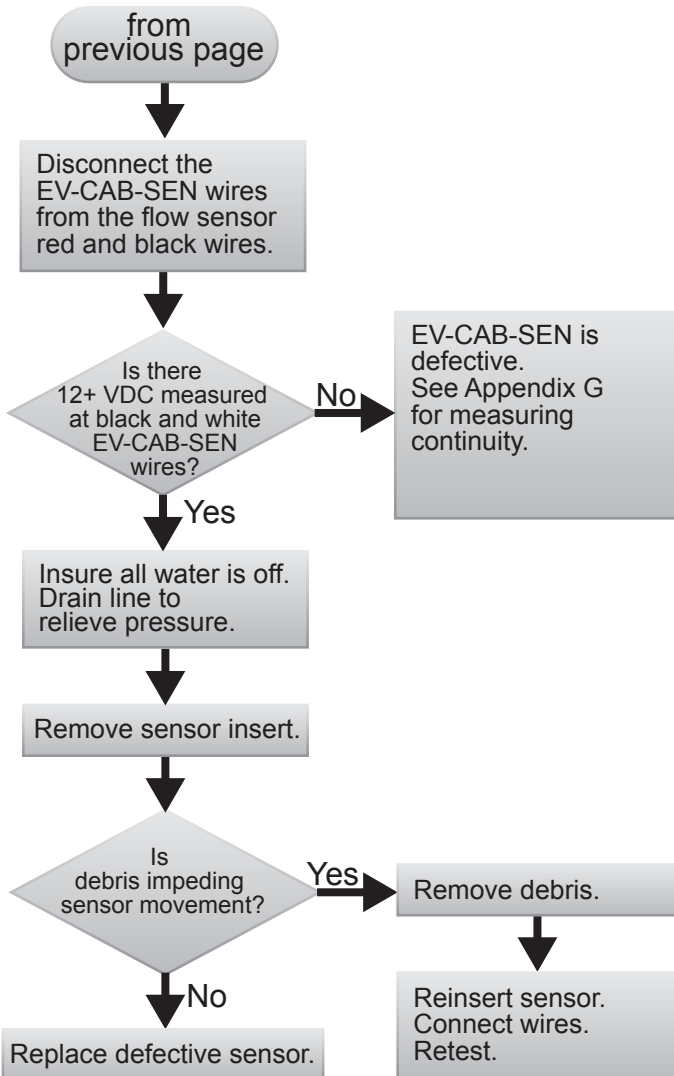 from
previous page
Disconnect the
EV-CAB-SEN wires
from the flow sensor
red and black wires.
Is there
12+ VDC measured
at black and white
EV-CAB-SEN
wires?
No
EV-CAB-SEN is
defective.
See Appendix G
for measuring
continuity.
Yes
Insure all water is off.
Drain line to
relieve pressure.
Remove sensor insert.
Is
debris impeding
sensor movement?
Yes
Remove debris.
No
Reinsert sensor.
Connect wires.
Retest.
Replace defective sensor.